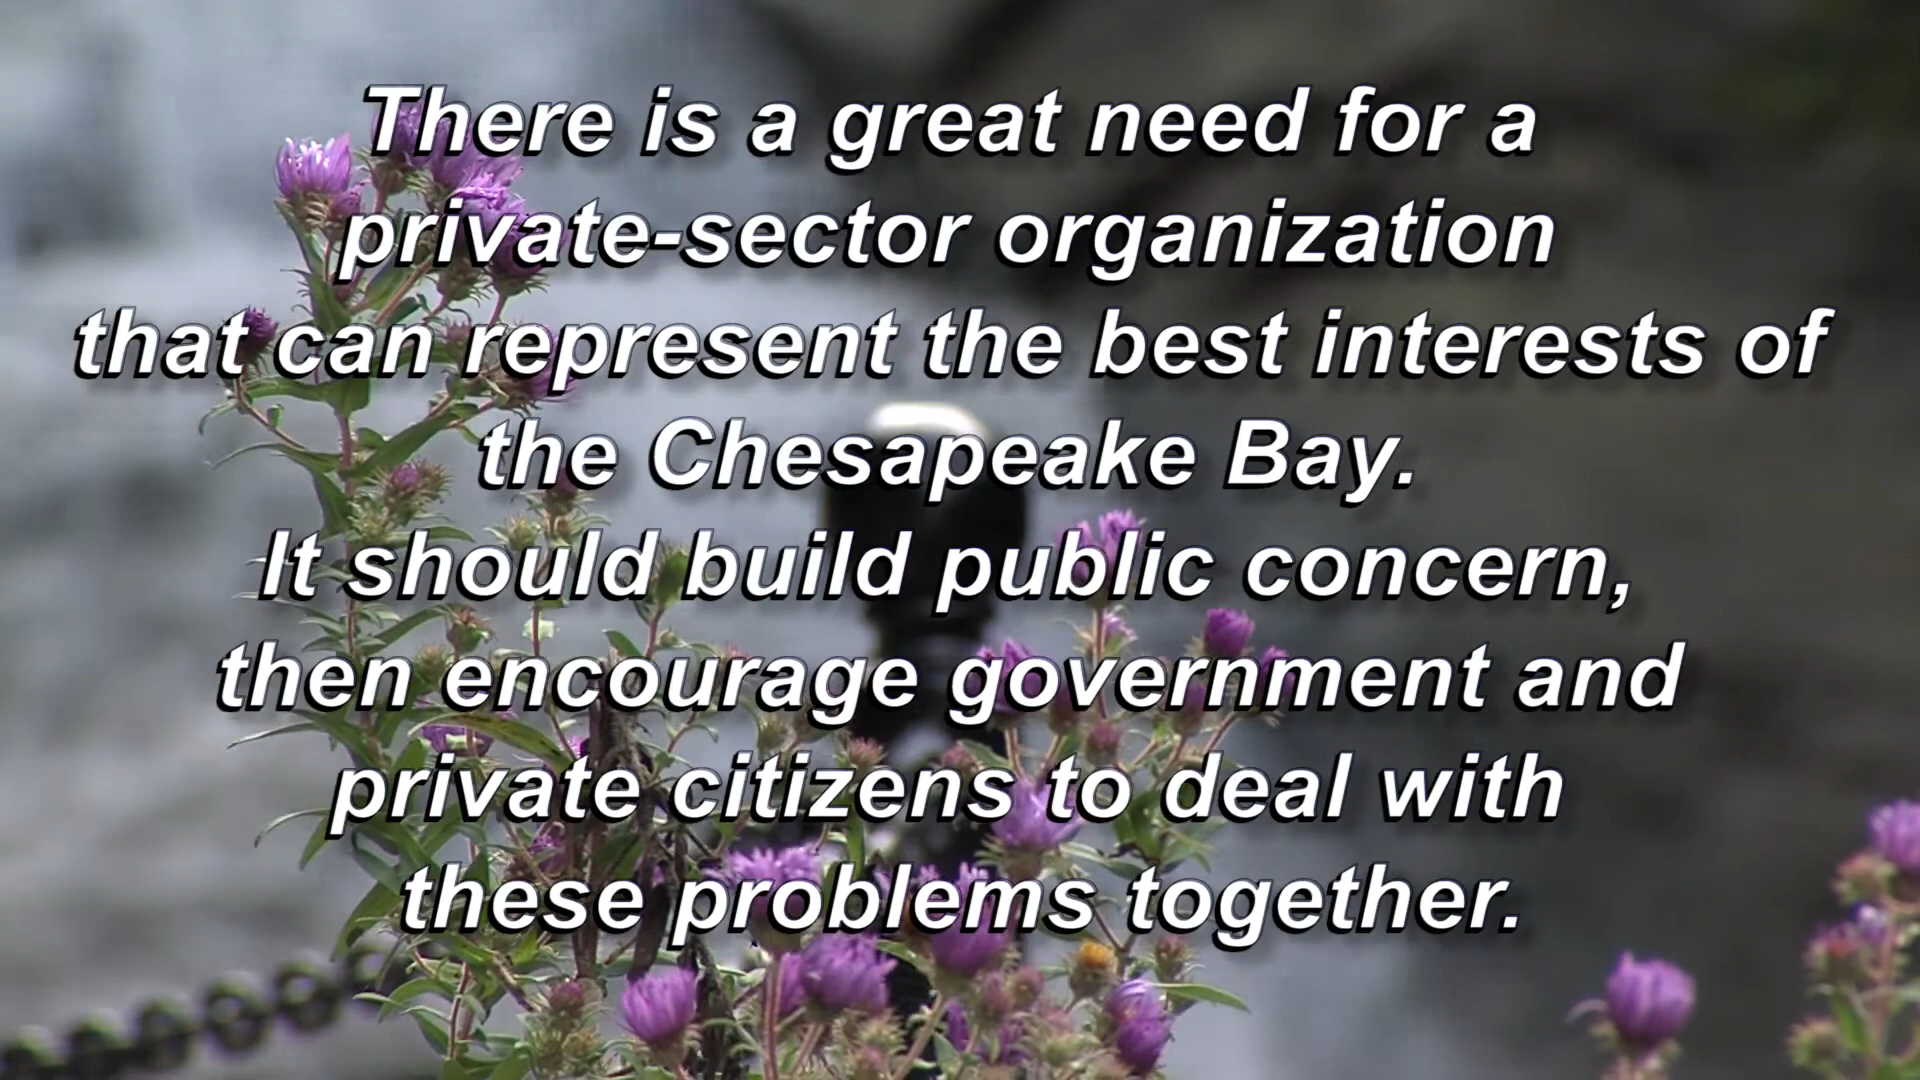 There is a great need for a
private-sector organization
that can represent the best interests of
the Chesapeake Bay.
It should build public concern,
then encourage government and
private citizens to deal with
these problems together.